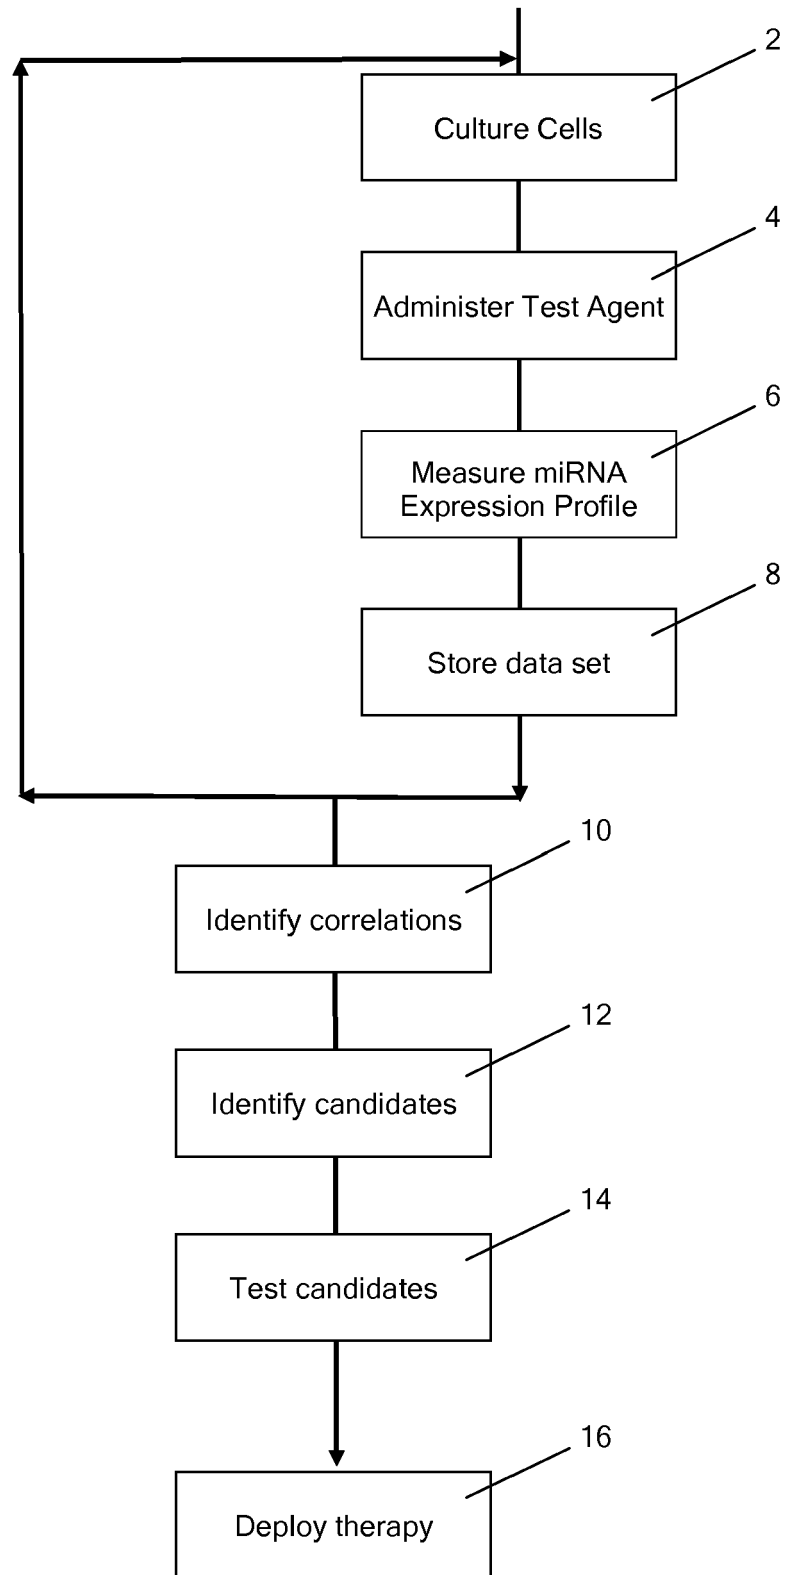 2
Culture Cells
4
Administer Test Agent
6
Measure miRNA
Expression Profile
8
Store data set
10
Identify correlations
12
Identify candidates
14
Test candidates
16
Deploy therapy